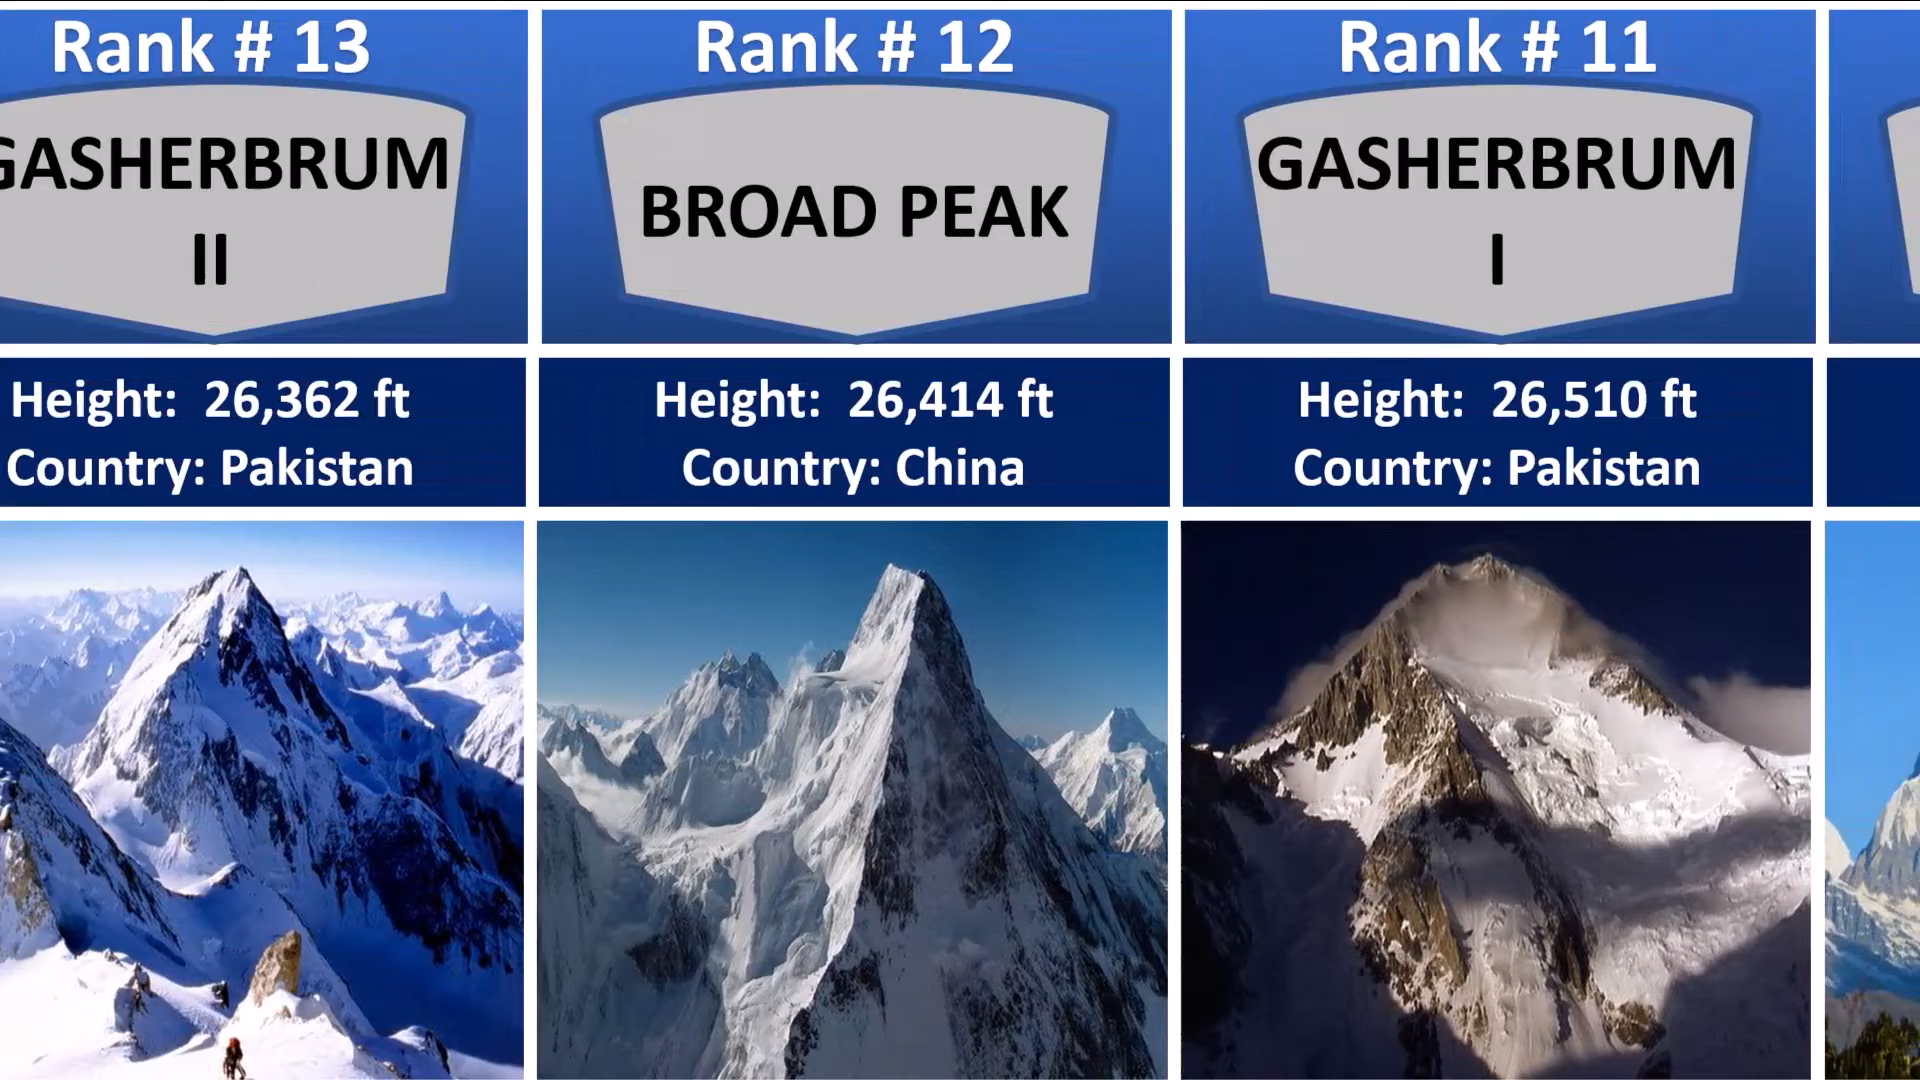 Rank # 13
GASHERBRUM
II
Height: 26,362 ft
Country: Pakistan
Rank # 12
BROAD PEAK
Height: 26,414 ft
Country: China
Rank # 11
GASHERBRUM
I
Height: 26,510 ft
Country: Pakistan